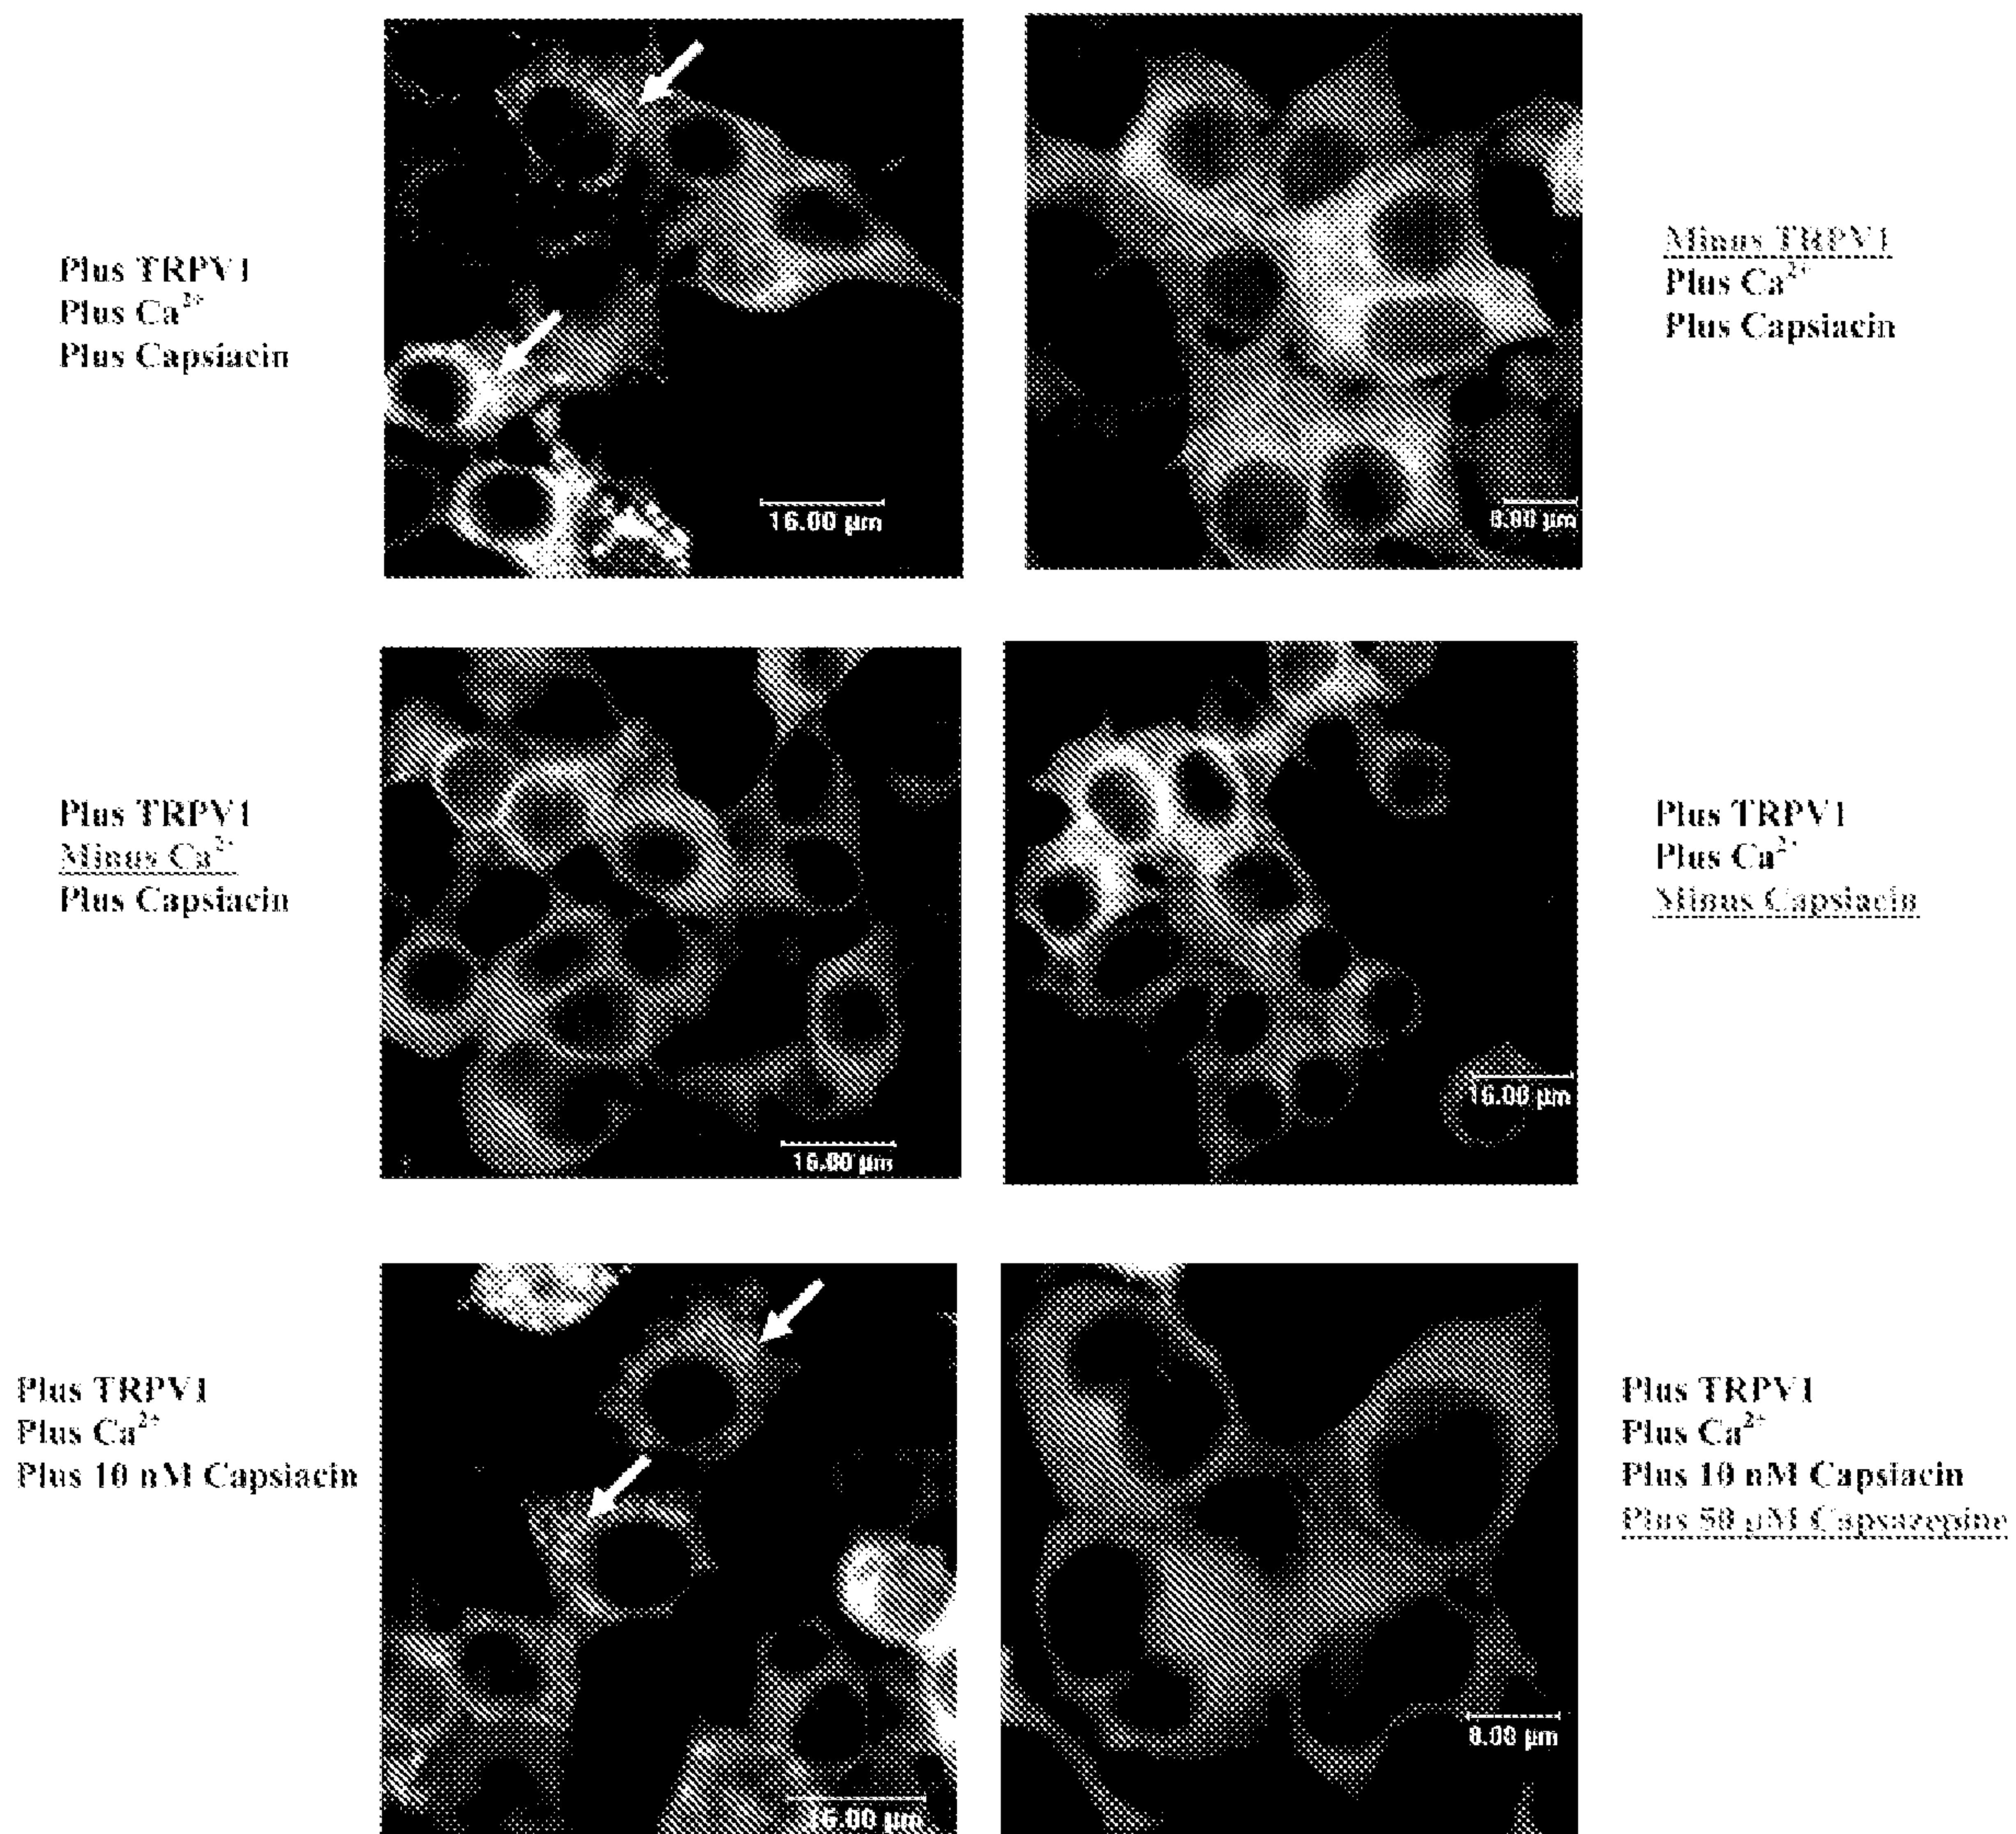 Plus TRPV1
Plus Ca²⁺
Plus Capsiacin
16.00 µm
Minus TRPV1
Plus Ca²⁺
Plus Capsiacin
8.00 µm
Plus TRPV1
Minus Ca²⁺
Plus Capsiacin
16.00 µm
Plus TRPV1
Plus Ca²⁺
Minus Capsiacin
16.00 µm
Plus TRPV1
Plus Ca²⁺
Plus 10 nM Capsiacin
16.00 µm
Plus TRPV1
Plus Ca²⁺
Plus 10 nM Capsiacin
Plus 50 µM Capsazepine
8.00 µm